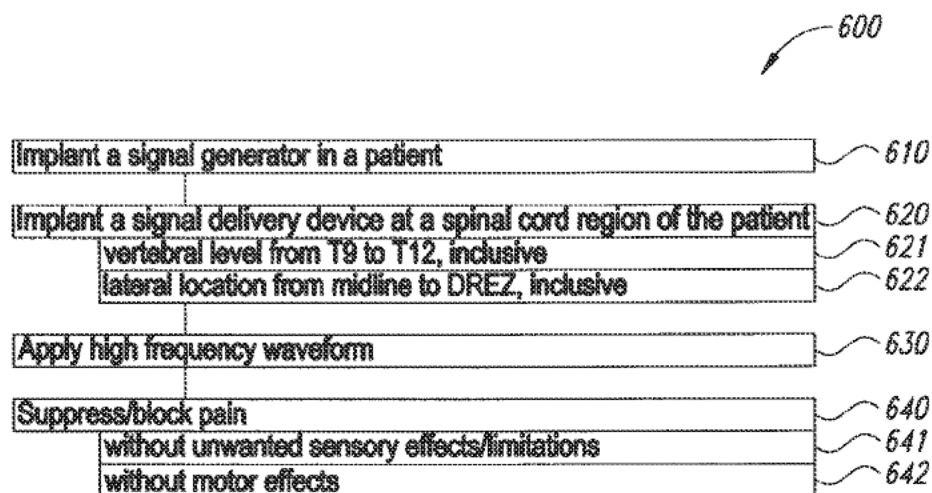 600
Implant a signal generator in a patient 610
Implant a signal delivery device at a spinal cord region of the patient 620
vertebral level from T9 to T12, inclusive 621
lateral location from midline to DREZ, inclusive 622
Apply high frequency waveform 630
Suppress/block pain 640
without unwanted sensory effects/limitations 641
without motor effects 642